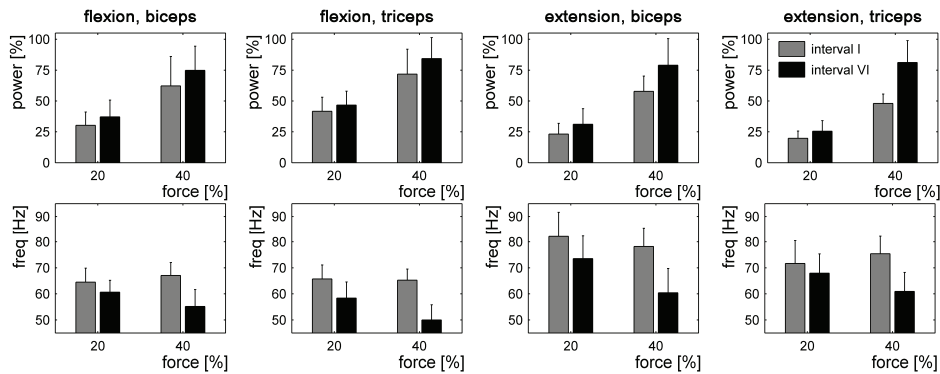 flexion, biceps
flexion, triceps
extension, biceps
extension, triceps
power [%]
100
75
50
25
0
20
40
force [%]
power [%]
100
75
50
25
0
20
40
force [%]
power [%]
100
75
50
25
0
20
40
force [%]
power [%]
100
75
50
25
0
interval I
interval VI
20
40
force [%]
freq [Hz]
90
80
70
60
50
20
40
force [%]
freq [Hz]
90
80
70
60
50
20
40
force [%]
freq [Hz]
90
80
70
60
50
20
40
force [%]
freq [Hz]
90
80
70
60
50
20
40
force [%]